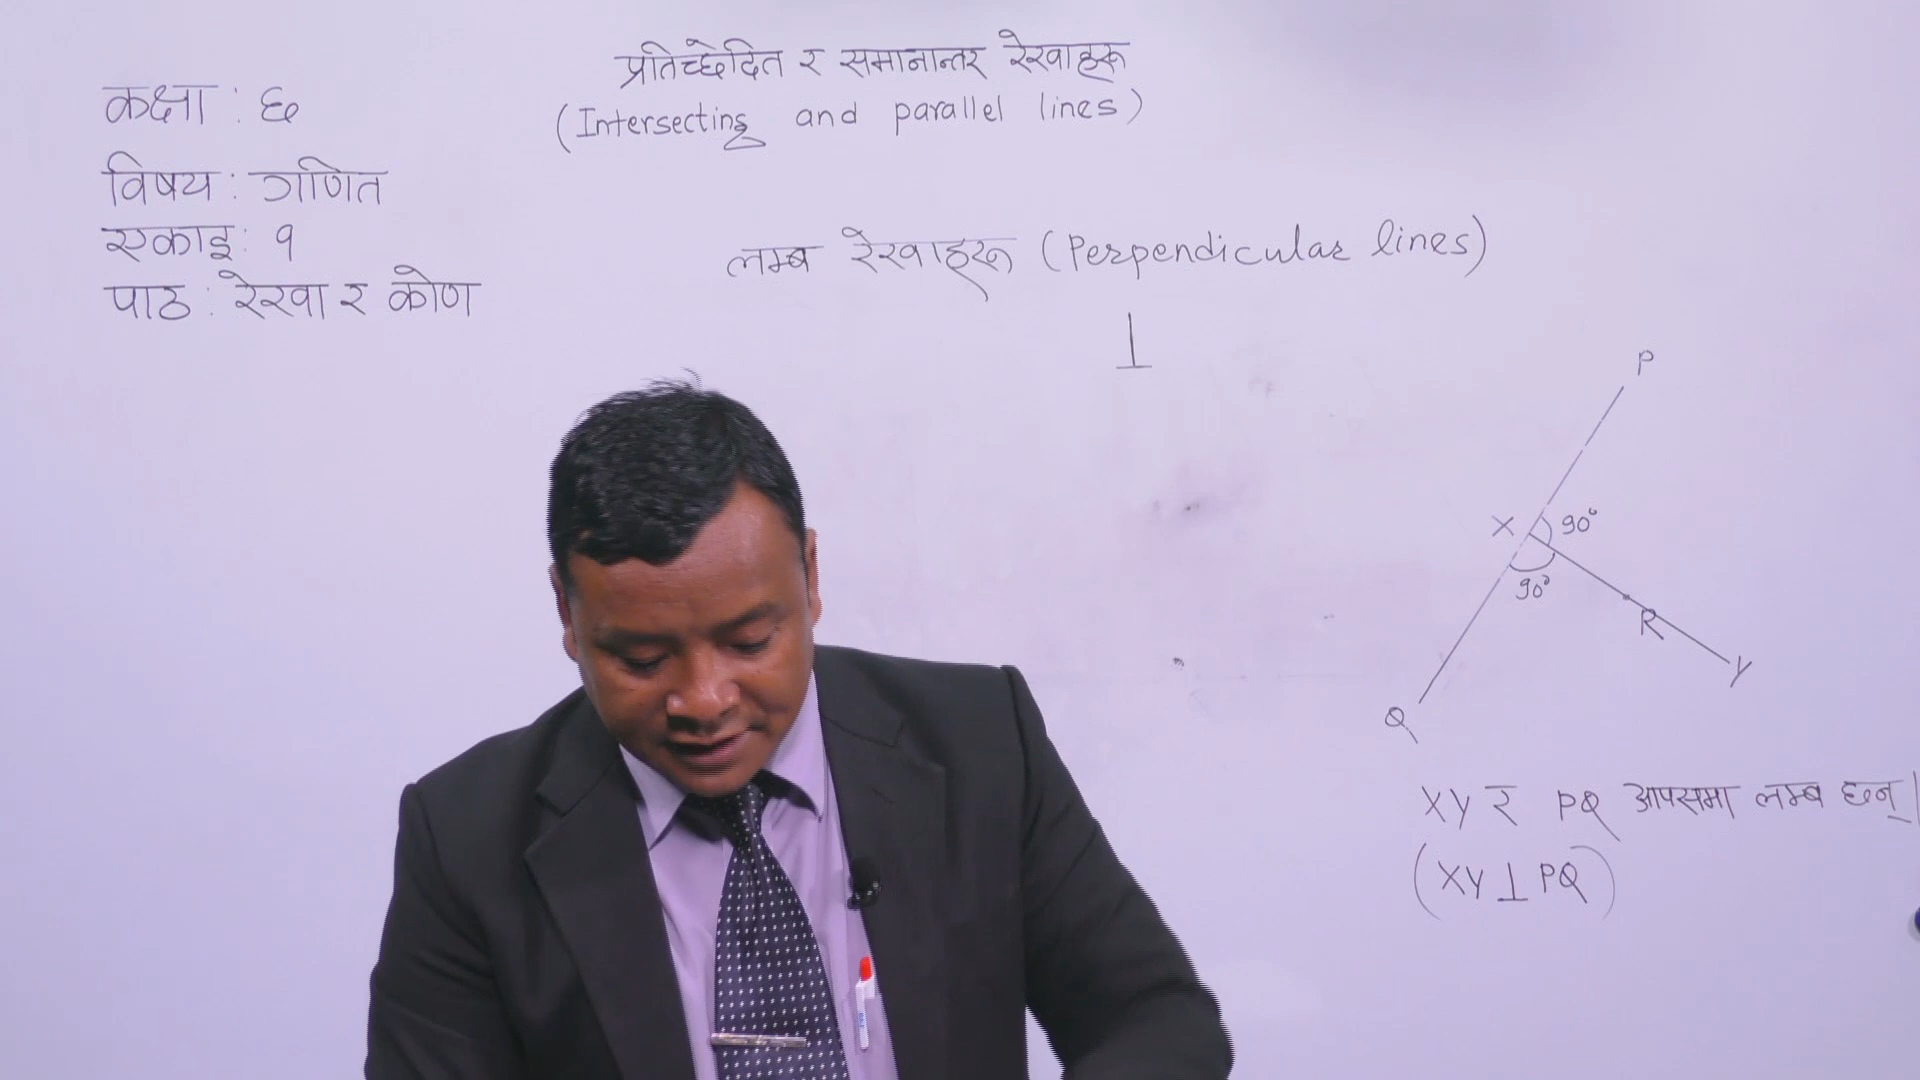 प्रतिच्छेदित र समानान्तर रेखाहरू
(Intersecting and parallel lines)
कक्षा : ६
विषय : गणित
एकाइ : १
पाठ : रेखा र कोण
लम्ब रेखाहरू (Perpendicular lines)
⊥
P
X 90°
90°
R
Y
Q
XY र PQ आपसमा लम्ब छन् ।
(XY ⊥ PQ)